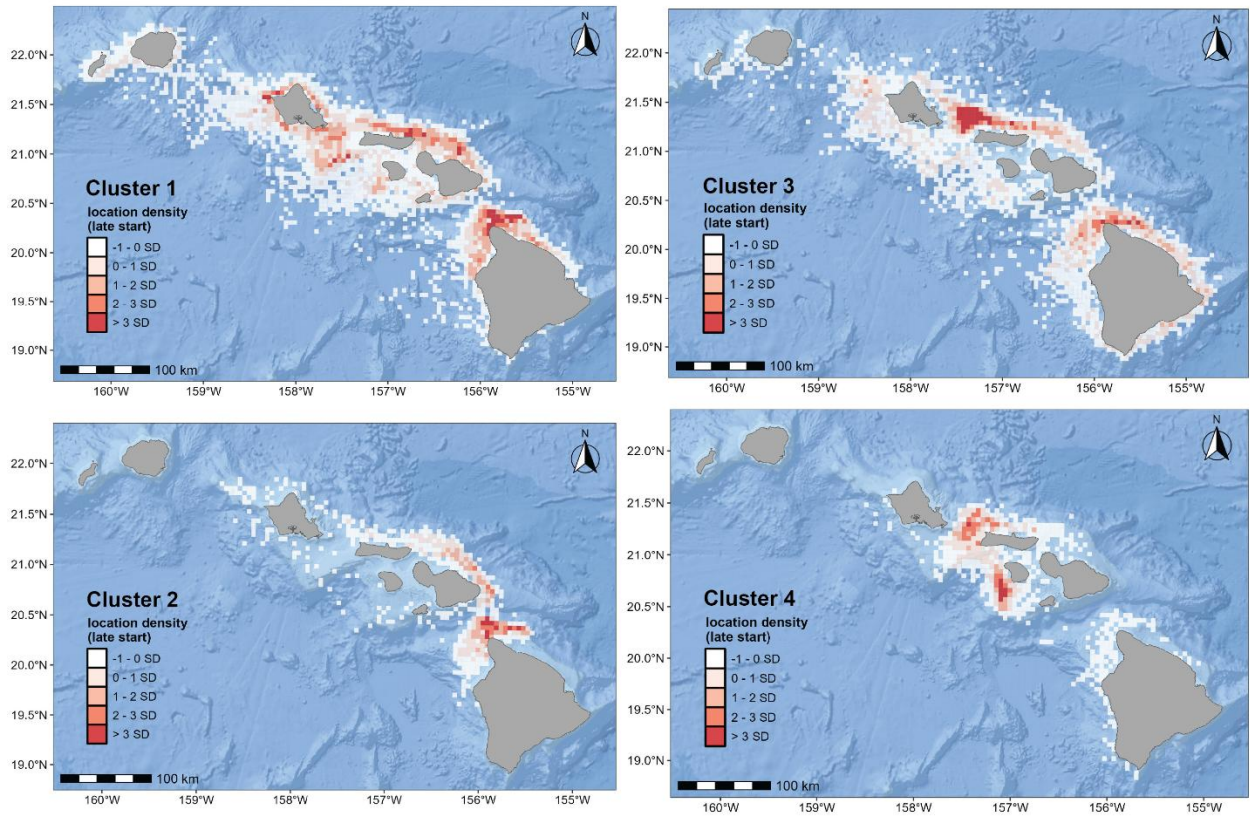 N
22.0°N
21.5°N
21.0°N
20.5°N
20.0°N
19.5°N
19.0°N
Cluster 1
location density
(late start)
-1 - 0 SD
0 - 1 SD
1 - 2 SD
2 - 3 SD
> 3 SD
100 km
160°W
159°W
158°W
157°W
156°W
155°W
N
22.0°N
21.5°N
21.0°N
20.5°N
20.0°N
19.5°N
19.0°N
Cluster 3
location density
(late start)
-1 - 0 SD
0 - 1 SD
1 - 2 SD
2 - 3 SD
> 3 SD
100 km
160°W
159°W
158°W
157°W
156°W
155°W
N
22.0°N
21.5°N
21.0°N
20.5°N
20.0°N
19.5°N
19.0°N
Cluster 2
location density
(late start)
-1 - 0 SD
0 - 1 SD
1 - 2 SD
2 - 3 SD
> 3 SD
100 km
160°W
159°W
158°W
157°W
156°W
155°W
N
22.0°N
21.5°N
21.0°N
20.5°N
20.0°N
19.5°N
19.0°N
Cluster 4
location density
(late start)
-1 - 0 SD
0 - 1 SD
1 - 2 SD
2 - 3 SD
> 3 SD
100 km
160°W
159°W
158°W
157°W
156°W
155°W